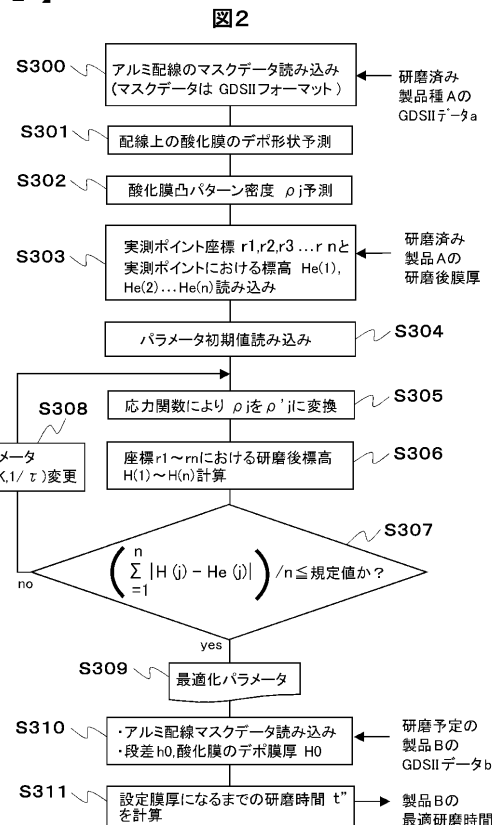 図2
S300
アルミ配線のマスクデータ読み込み
(マスクデータは GDSIIフォーマット )
研磨済み
製品種Aの
GDSIIデータa
S301
配線上の酸化膜のデポ形状予測
S302
酸化膜凸パターン密度 ρj予測
S303
実測ポイント座標 r1,r2,r3 …r nと
実測ポイントにおける標高 He(1),
He(2)…He(n)読み込み
研磨済み
製品Aの
研磨後膜厚
パラメータ初期値読み込み
S304
応力関数により ρjをρ'jに変換
S305
S308
メータ
K,1/τ)変更
座標r1~rnにおける研磨後標高
H(1)~H(n)計算
S306
S307
( n Σ =1 |H (j) − He (j)| ) /n≦規定値か?
no
yes
S309
最適化パラメータ
S310
・アルミ配線マスクデータ読み込み
・段差h0,酸化膜のデポ膜厚 H0
研磨予定の
製品Bの
GDSIIデータb
S311
設定膜厚になるまでの研磨時間 t"
を計算
製品Bの
最適研磨時間